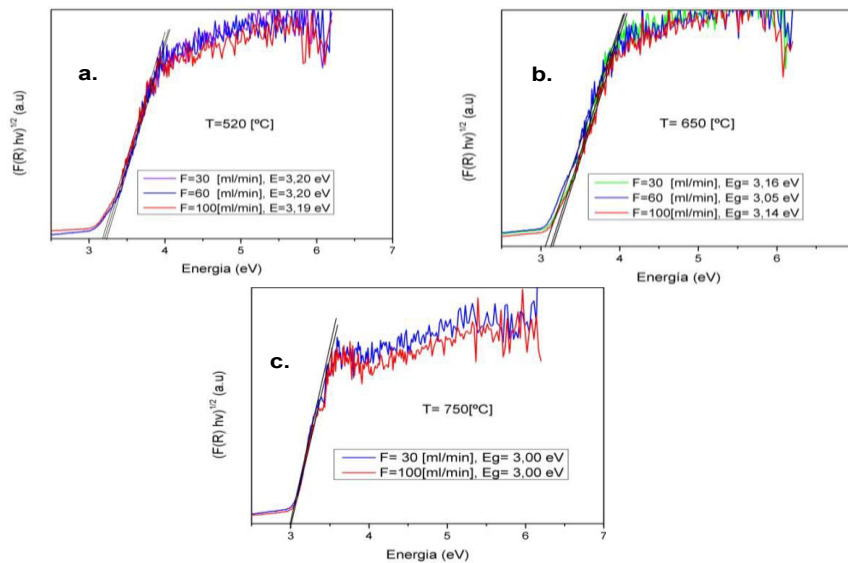 a.
(F(R) hv)^1/2 (a.u)
T=520 [ºC]
F=30 [ml/min], E=3,20 eV
F=60 [ml/min], E=3,20 eV
F=100[ml/min], E=3,19 eV
3 4 5 6 7
Energia (eV)
b.
(F(R) hv)^1/2 (a.u)
T= 650 [ºC]
F=30 [ml/min], Eg= 3,16 eV
F=60 [ml/min], Eg= 3,05 eV
F=100[ml/min], Eg= 3,14 eV
3 4 5 6
Energía (eV)
c.
(F(R) hv)^1/2 (a.u)
T= 750[ºC]
F= 30 [ml/min], Eg= 3,00 eV
F=100[ml/min], Eg= 3,00 eV
3 4 5 6 7
Energia (eV)